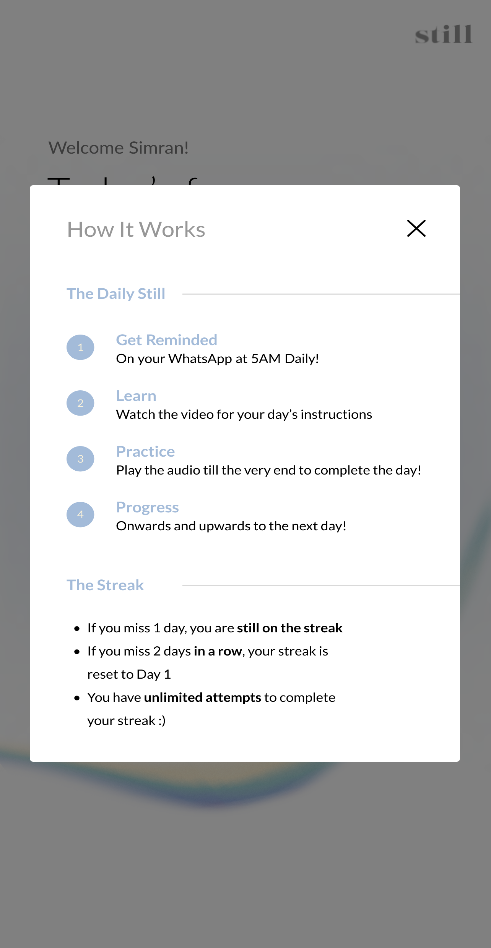 still
Welcome Simran!
How It Works
The Daily Still
1
Get Reminded
On your WhatsApp at 5AM Daily!
2
Learn
Watch the video for your day's instructions
3
Practice
Play the audio till the very end to complete the day!
4
Progress
Onwards and upwards to the next day!
The Streak
• If you miss 1 day, you are still on the streak
• If you miss 2 days in a row, your streak is
reset to Day 1
• You have unlimited attempts to complete
your streak :)